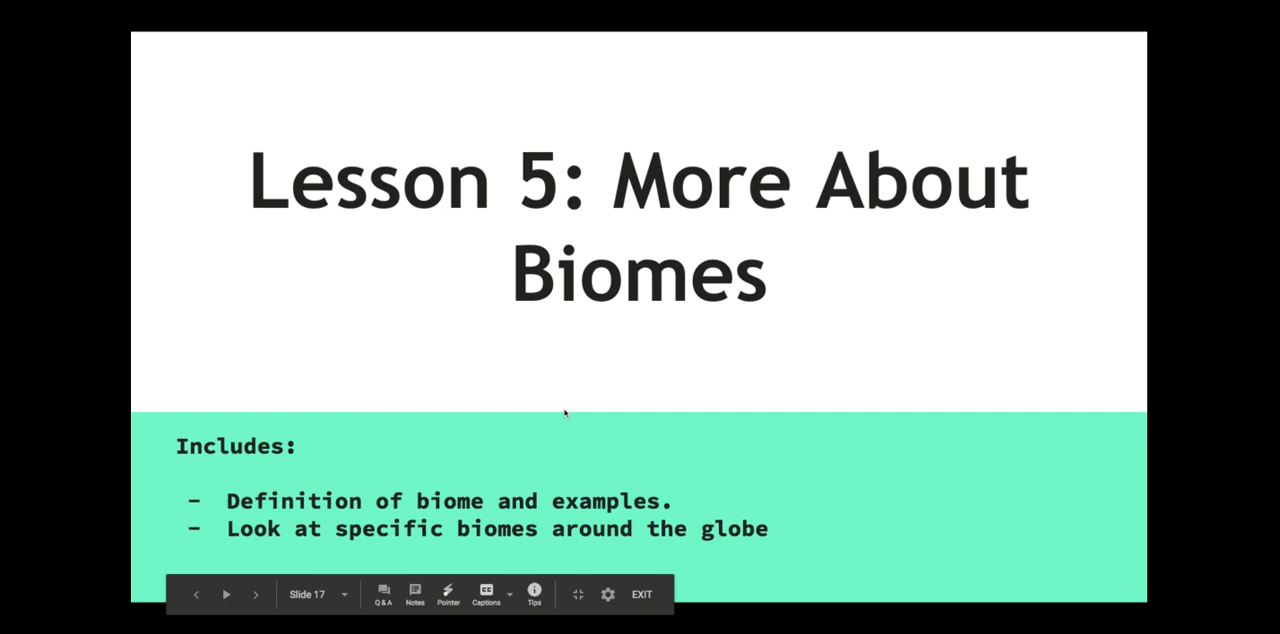 Lesson 5: More About
Biomes
Includes:
- Definition of biome and examples.
- Look at specific biomes around the globe
Slide 17
Q & A Notes Pointer Captions Tips EXIT